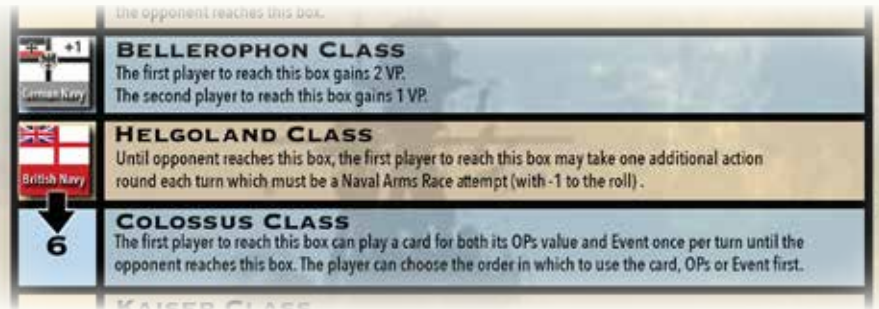 the opponent reaches this box.
+1
German Navy
BELLEROPHON CLASS
The first player to reach this box gains 2 VP.
The second player to reach this box gains 1 VP.
British Navy
HELGOLAND CLASS
Until opponent reaches this box, the first player to reach this box may take one additional action
round each turn which must be a Naval Arms Race attempt (with -1 to the roll) .
6
COLOSSUS CLASS
The first player to reach this box can play a card for both its OPs value and Event once per turn until the
opponent reaches this box. The player can choose the order in which to use the card, OPs or Event first.
KAISER CLASS